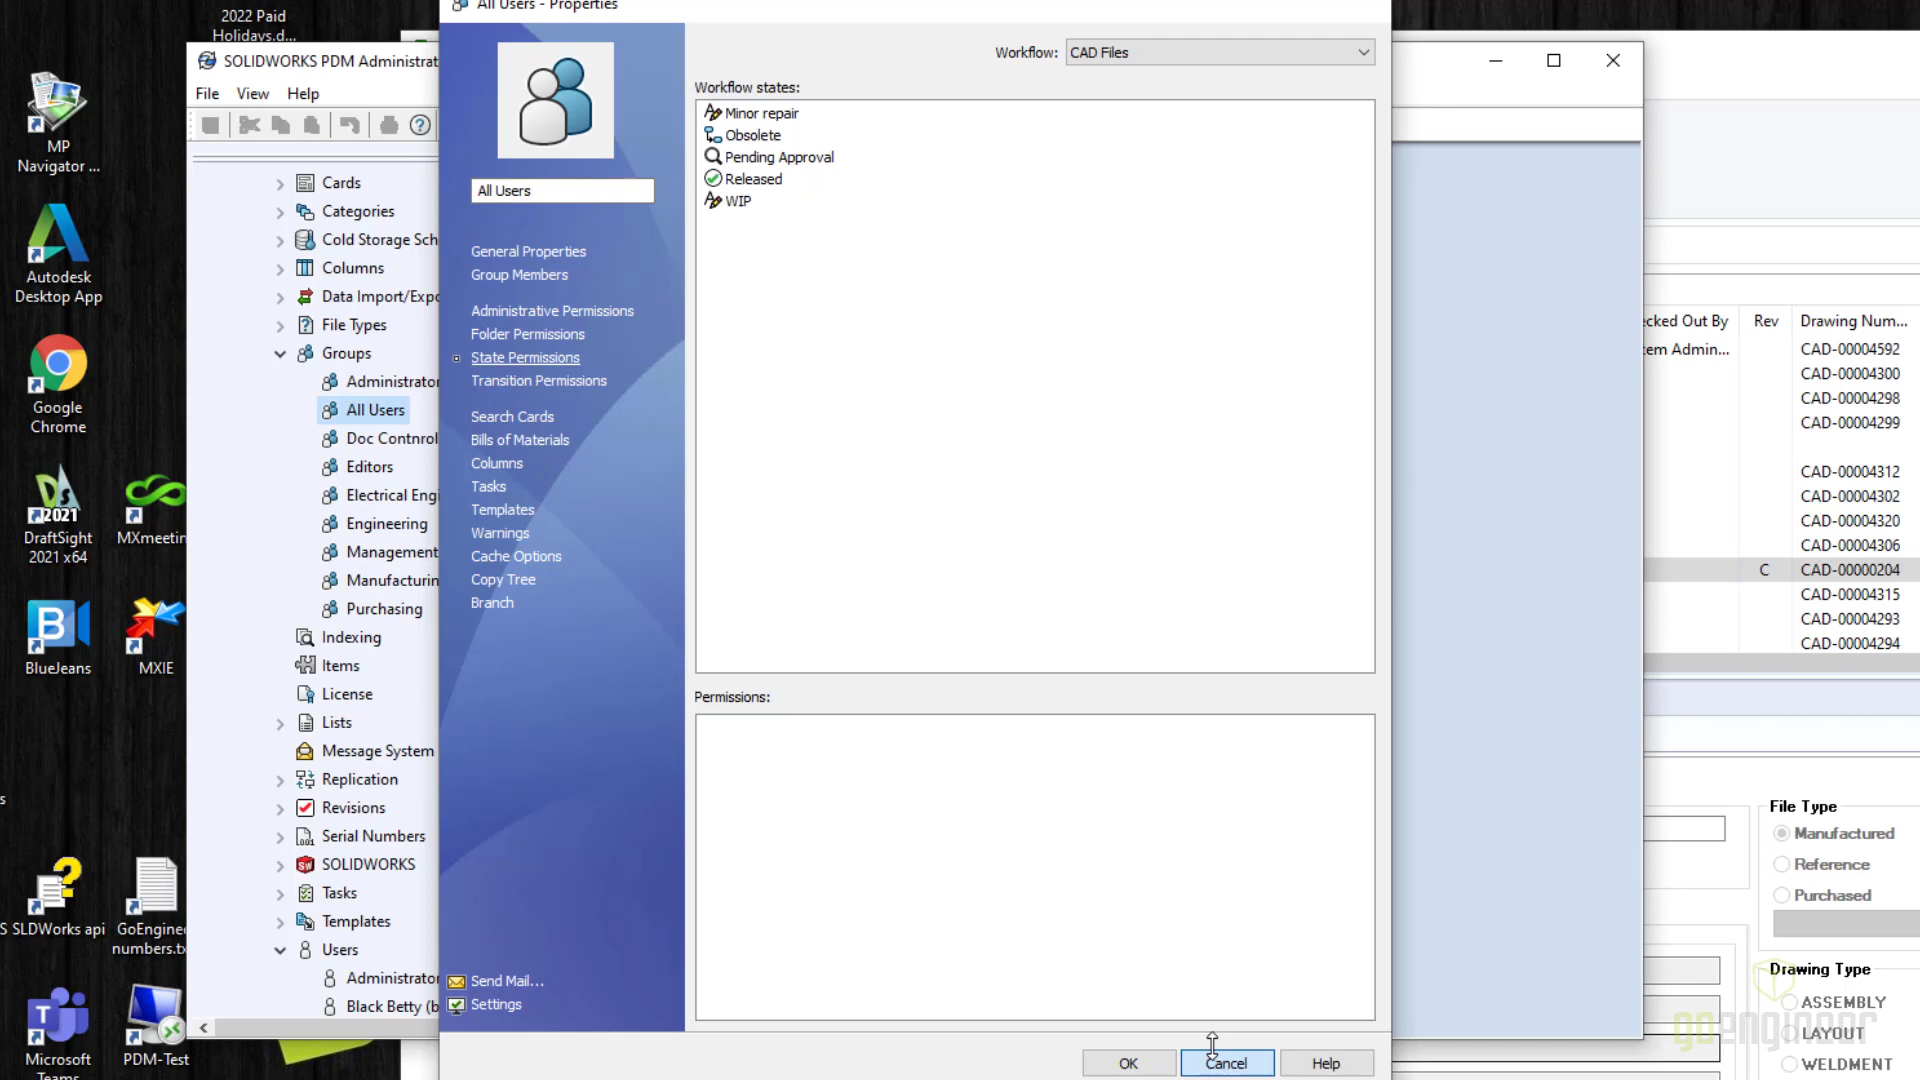 2022 Paid
Holidays.d...
MP
Navigator ...
Autodesk
Desktop App
Google
Chrome
DS
2021
DraftSight
2021 x64
MXmeetin
B
BlueJeans
MXIE
s
S SLDWorks api
GoEnginee
numbers.tx
Microsoft
Teams
PDM-Test
SOLIDWORKS PDM Administrat
File View Help
Cards
Categories
Cold Storage Sch
Columns
Data Import/Expo
File Types
Groups
Administrator
All Users
Doc Contnrol
Editors
Electrical Engi
Engineering
Management
Manufacturin
Purchasing
Indexing
Items
License
Lists
Message System
Replication
Revisions
Serial Numbers
SOLIDWORKS
Tasks
Templates
Users
Administrator
Black Betty (b
All Users - Properties
All Users
General Properties
Group Members
Administrative Permissions
Folder Permissions
State Permissions
Transition Permissions
Search Cards
Bills of Materials
Columns
Tasks
Templates
Warnings
Cache Options
Copy Tree
Branch
Send Mail...
Settings
Workflow: CAD Files
Workflow states:
Minor repair
Obsolete
Pending Approval
Released
WIP
Permissions:
OK Cancel Help
ecked Out By Rev Drawing Num...
tem Admin... CAD-00004592
CAD-00004300
CAD-00004298
CAD-00004299
CAD-00004312
CAD-00004302
CAD-00004320
CAD-00004306
C CAD-00000204
CAD-00004315
CAD-00004293
CAD-00004294
File Type
Manufactured
Reference
Purchased
Drawing Type
ASSEMBLY
LAYOUT
WELDMENT
goengineer